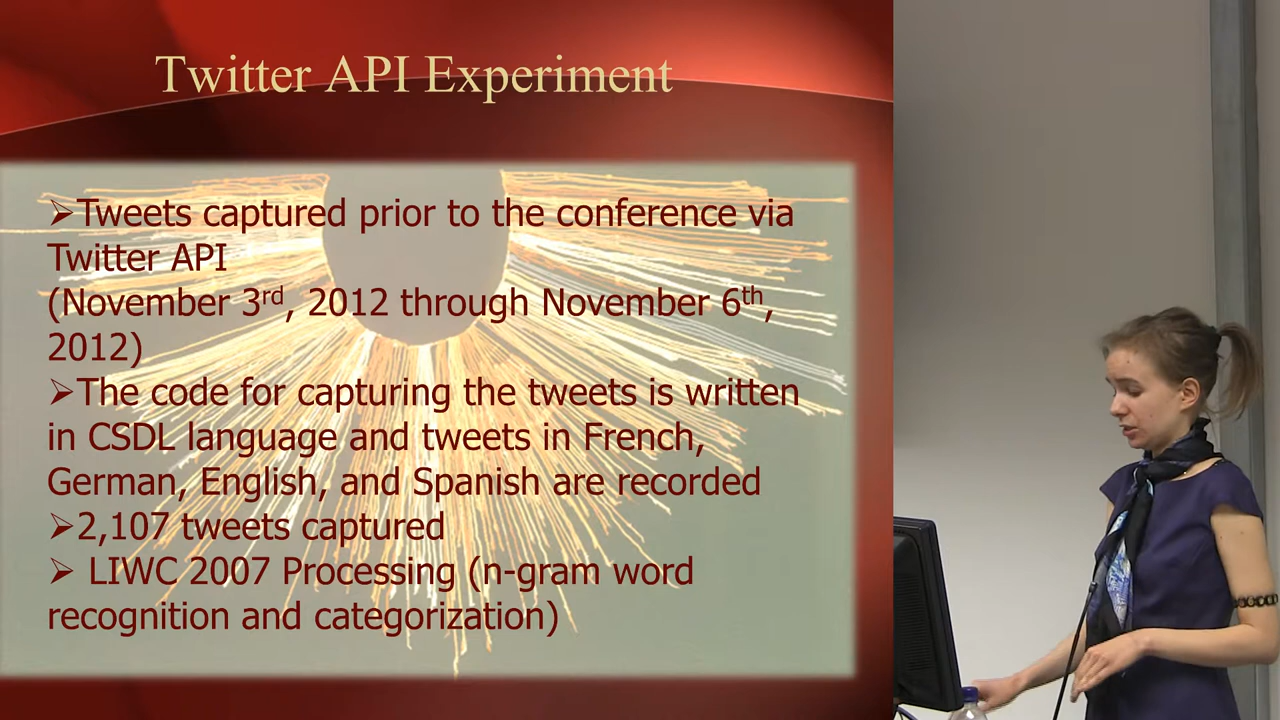 Twitter API Experiment
➢Tweets captured prior to the conference via
Twitter API
(November 3rd, 2012 through November 6th,
2012)
➢The code for capturing the tweets is written
in CSDL language and tweets in French,
German, English, and Spanish are recorded
➢2,107 tweets captured
➢ LIWC 2007 Processing (n-gram word
recognition and categorization)